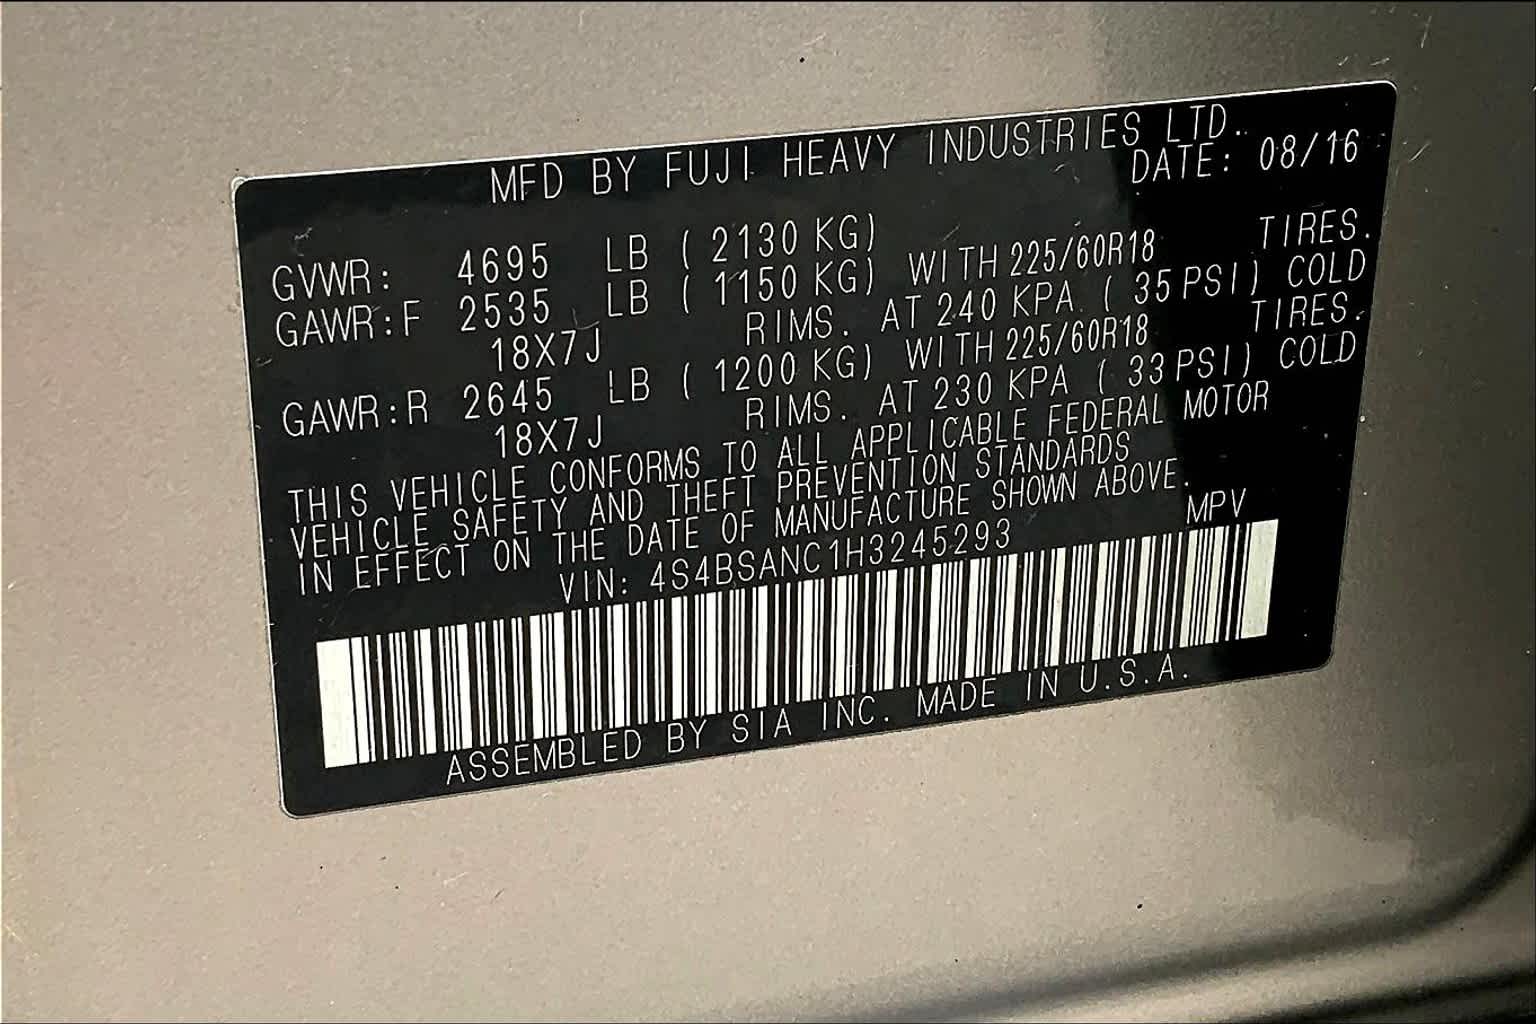 MFD BY FUJI HEAVY INDUSTRIES LTD.
DATE: 08/16
GVWR: 4695 LB ( 2130 KG)
GAWR:F 2535 LB ( 1150 KG) WITH 225/60R18 TIRES.
18X7J RIMS. AT 240 KPA ( 35 PSI) COLD
GAWR:R 2645 LB ( 1200 KG) WITH 225/60R18 TIRES.
18X7J RIMS. AT 230 KPA ( 33 PSI) COLD
THIS VEHICLE CONFORMS TO ALL APPLICABLE FEDERAL MOTOR
VEHICLE SAFETY AND THEFT PREVENTION STANDARDS
IN EFFECT ON THE DATE OF MANUFACTURE SHOWN ABOVE.
VIN: 4S4BSANC1H3245293 MPV
ASSEMBLED BY SIA INC. MADE IN U.S.A.